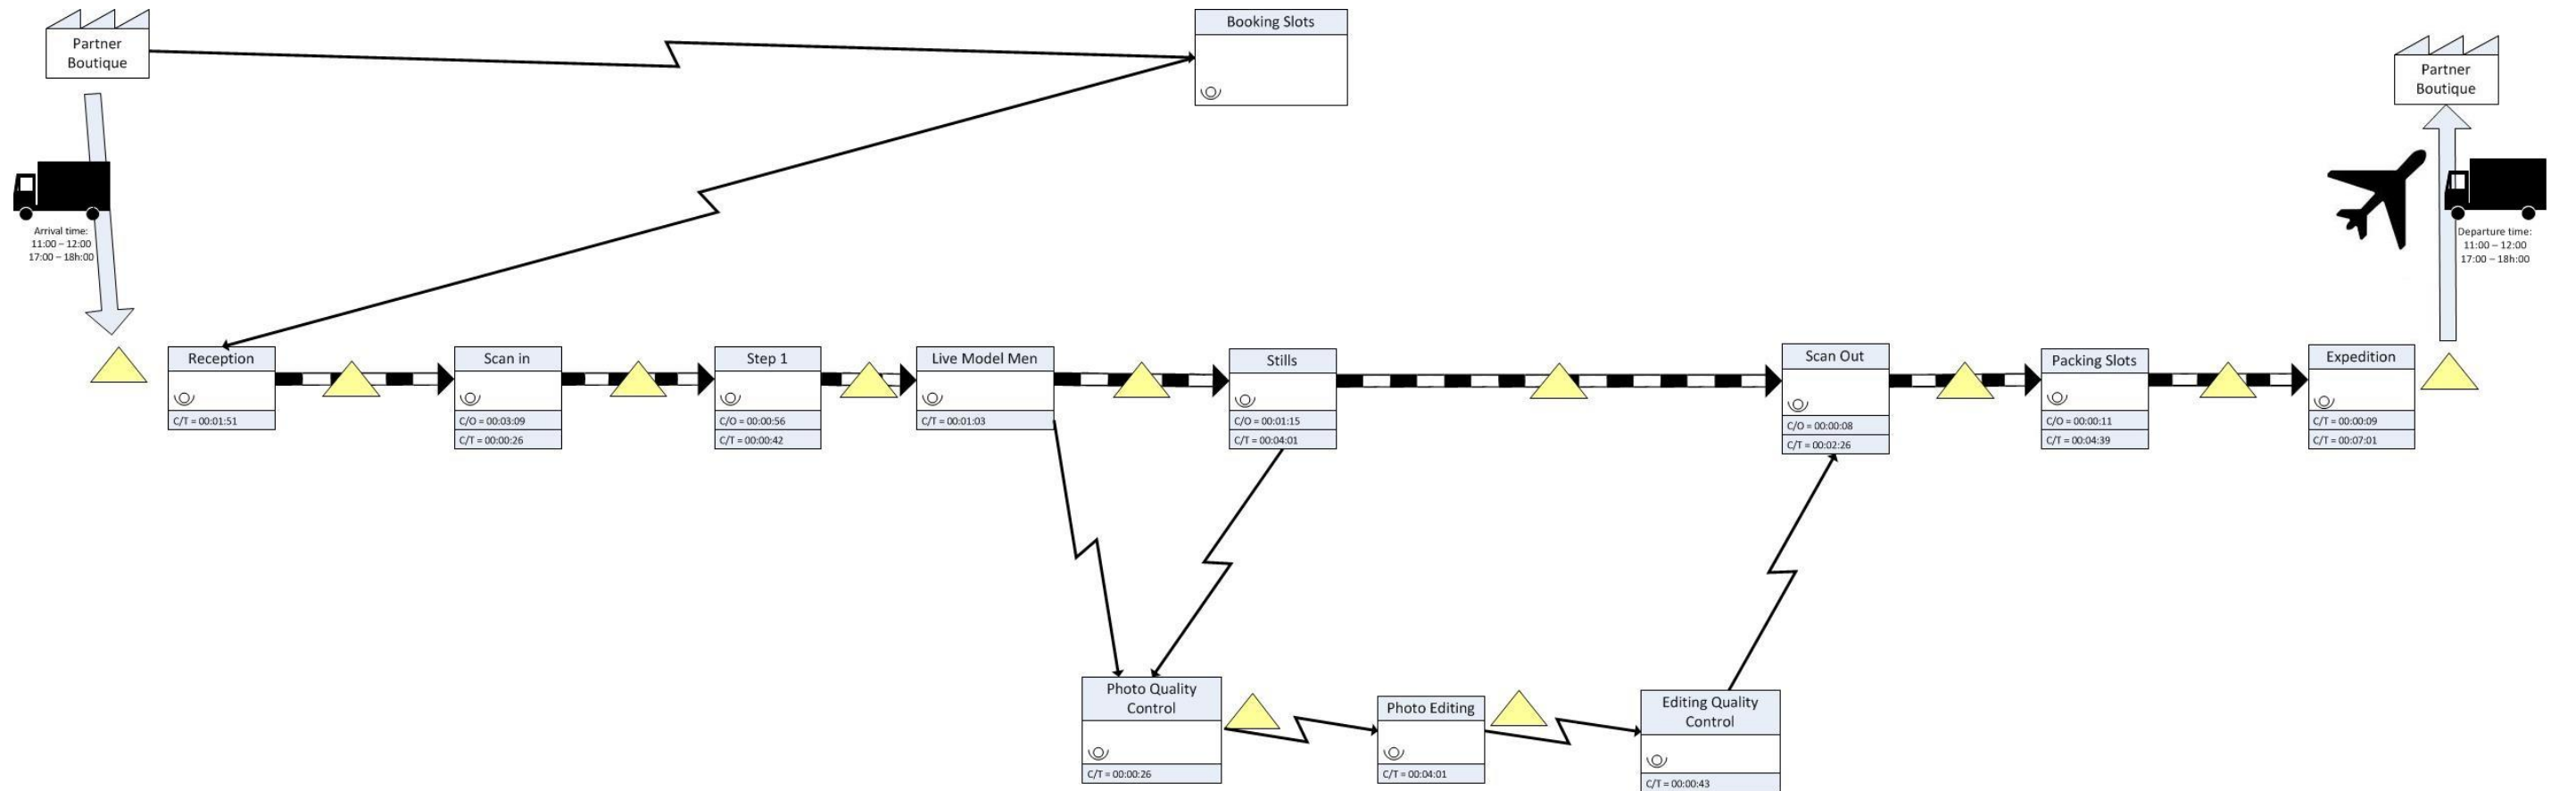 Partner
Boutique
Booking Slots
Partner
Boutique
Arrival time:
11:00 – 12:00
17:00 – 18h:00
Departure time:
11:00 – 12:00
17:00 – 18h:00
Reception
C/T = 00:01:51
Scan in
C/O = 00:03:09
C/T = 00:00:26
Step 1
C/O = 00:00:56
C/T = 00:00:42
Live Model Men
C/T = 00:01:03
Stills
C/O = 00:01:15
C/T = 00:04:01
Scan Out
C/O = 00:00:08
C/T = 00:02:26
Packing Slots
C/O = 00:00:11
C/T = 00:04:39
Expedition
C/T = 00:00:09
C/T = 00:07:01
Photo Quality
Control
C/T = 00:00:26
Photo Editing
C/T = 00:04:01
Editing Quality
Control
C/T = 00:00:43